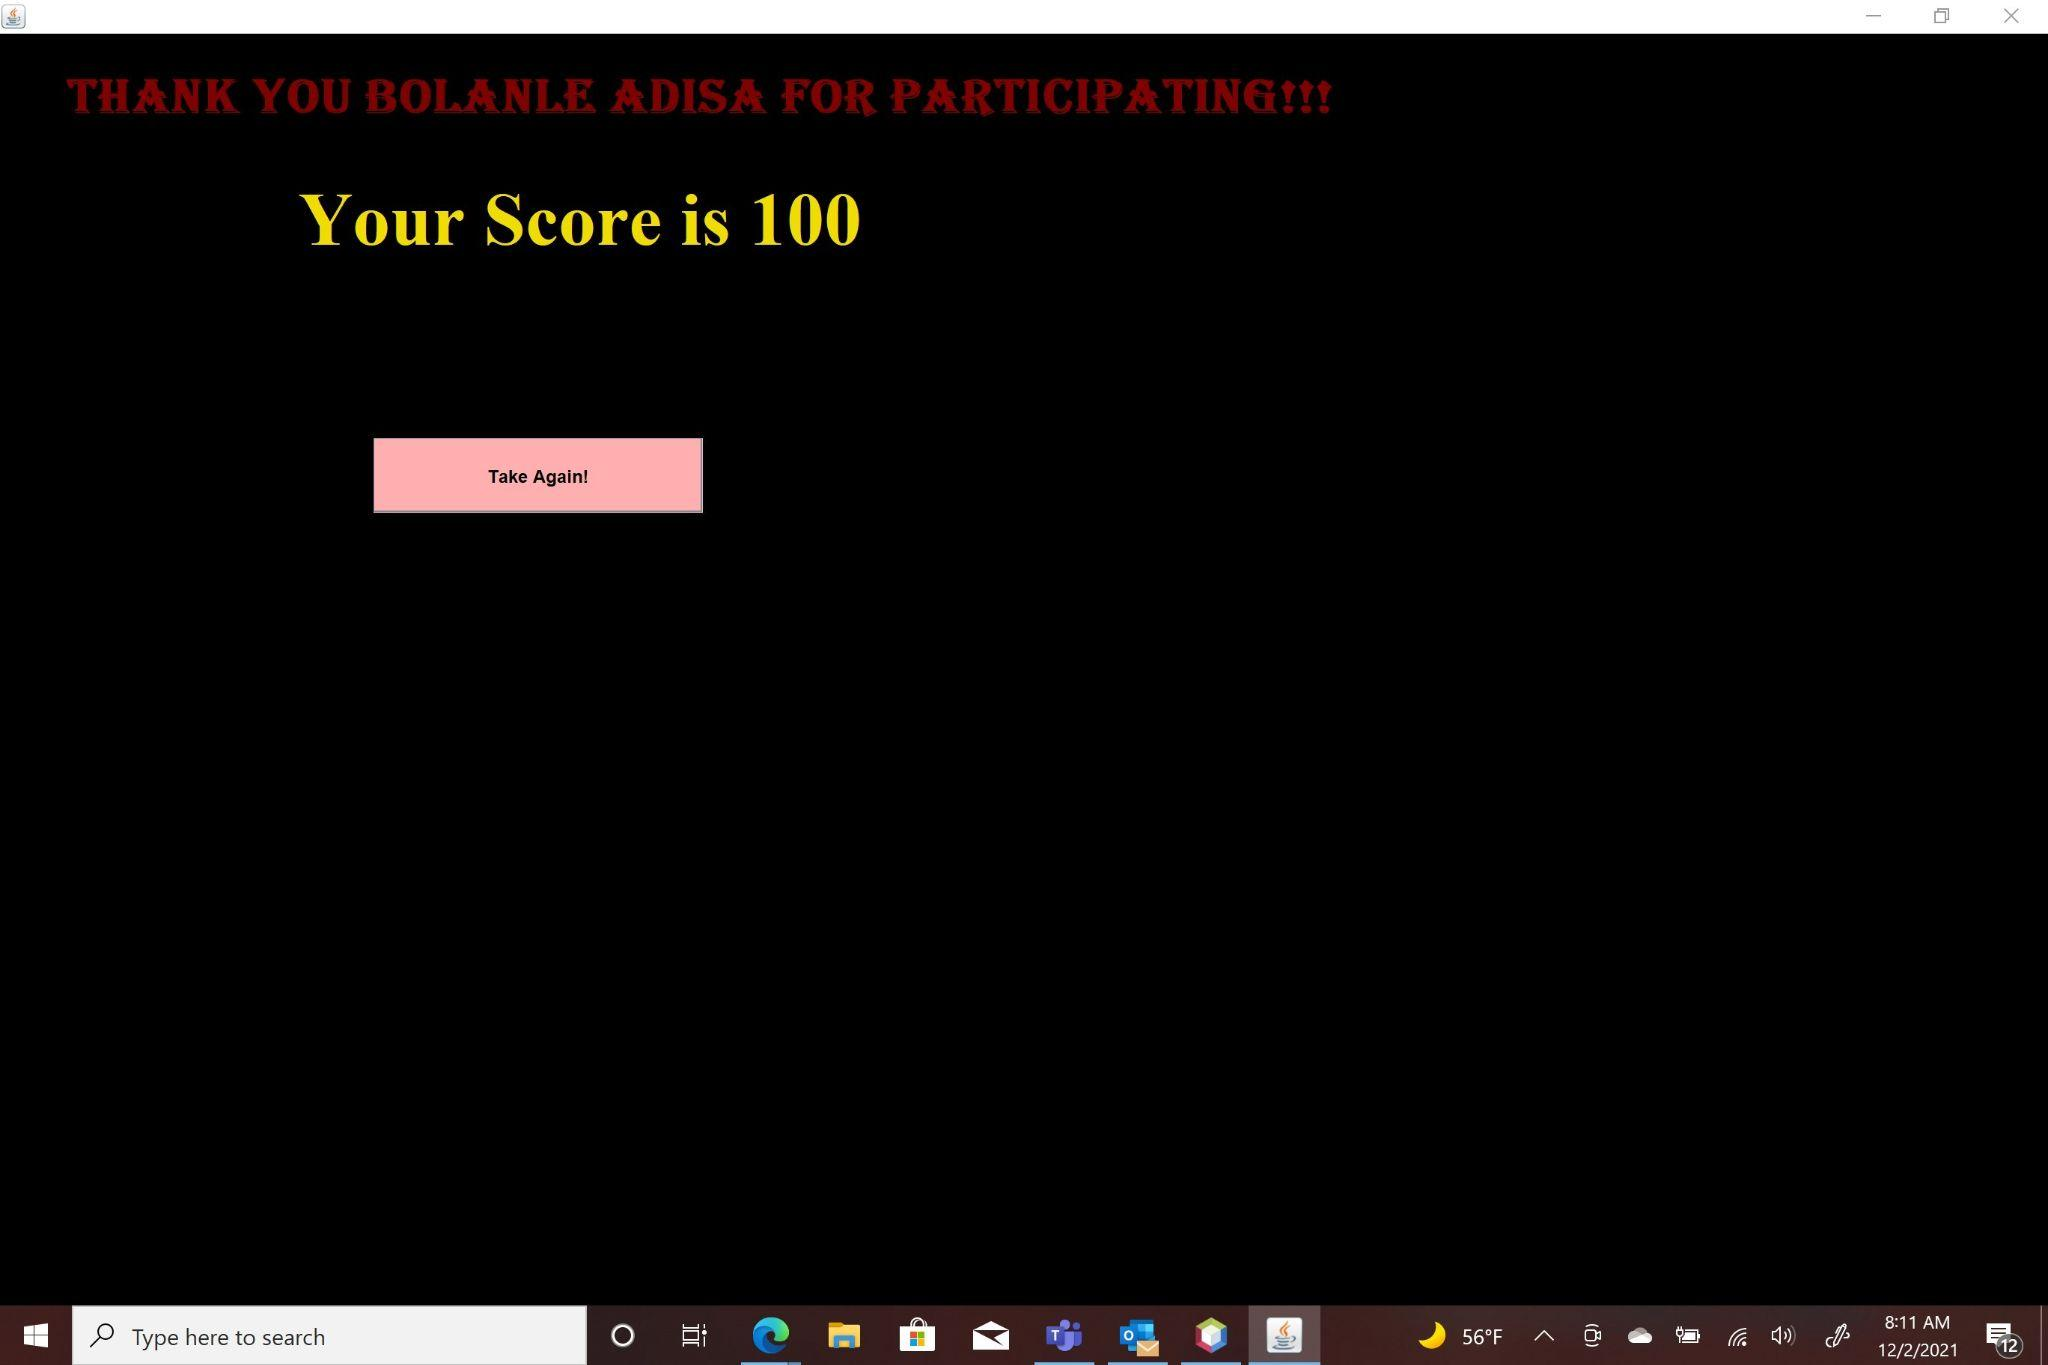 THANK YOU BOLANLE ADISA FOR PARTICIPATING!!!
Your Score is 100
Take Again!
Type here to search
56°F
8:11 AM
12/2/2021
12